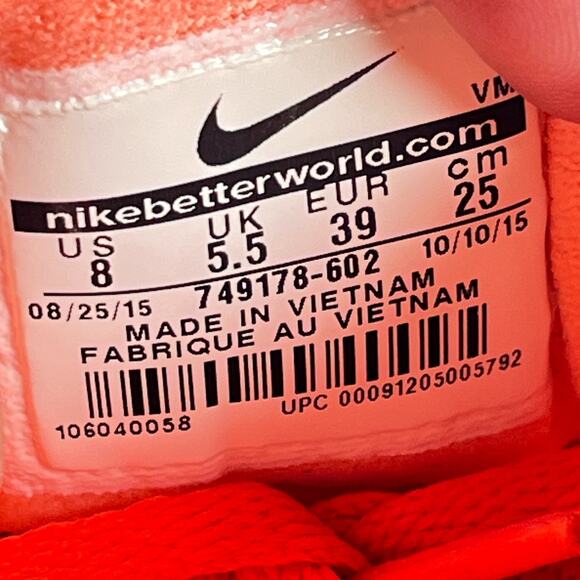 VM
nikebetterworld.com
US UK EUR cm
8 5.5 39 25
08/25/15 749178-602 10/10/15
MADE IN VIETNAM
FABRIQUE AU VIETNAM
106040058 UPC 00091205005792